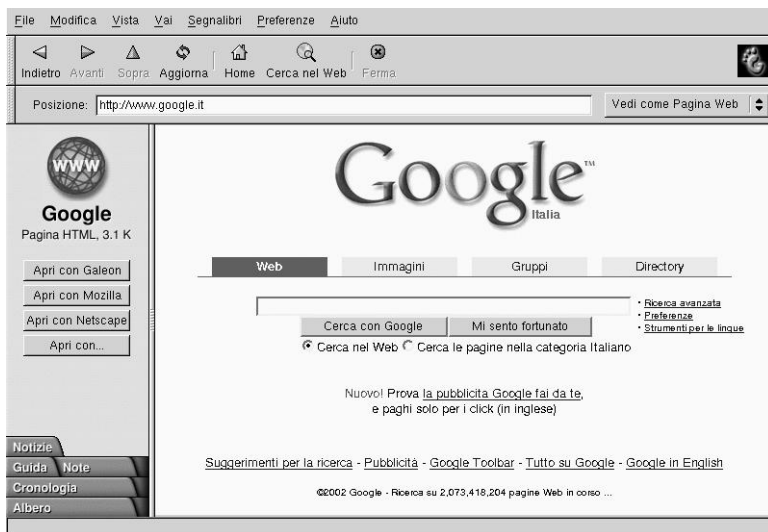 File Modifica Vista Vai Segnalibri Preferenze Aiuto
Indietro Avanti Sopra Aggiorna Home Cerca nel Web Ferma
Posizione: http://www.google.it Vedi come Pagina Web
WWW
Google
Pagina HTML, 3.1 K
Apri con Galeon
Apri con Mozilla
Apri con Netscape
Apri con...
Notizie
Guida Note
Cronologia
Albero
Google™
Italia
Web Immagini Gruppi Directory
Ricerca avanzata
Preferenze
Strumenti per le lingue
Cerca con Google Mi sento fortunato
Cerca nel Web Cerca le pagine nella categoria Italiano
Nuovo! Prova la pubblicita Google fai da te,
e paghi solo per i click (in inglese)
Suggerimenti per la ricerca - Pubblicità - Google Toolbar - Tutto su Google - Google in English
©2002 Google - Ricerca su 2,073,418,204 pagine Web in corso ...